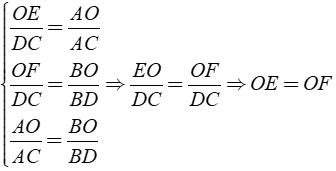 OE/DC = AO/AC
OF/DC = BO/BD ⇒ EO/DC = OF/DC ⇒ OE = OF
AO/AC = BO/BD